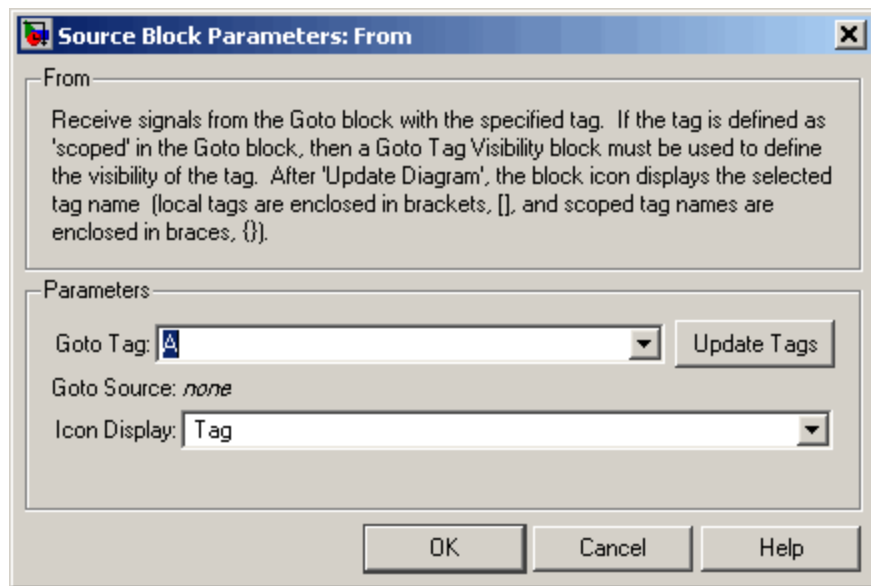 Source Block Parameters: From
From
Receive signals from the Goto block with the specified tag.  If the tag is defined as
'scoped' in the Goto block, then a Goto Tag Visibility block must be used to define
the visibility of the tag.  After 'Update Diagram', the block icon displays the selected
tag name  (local tags are enclosed in brackets, [], and scoped tag names are
enclosed in braces, {}).
Parameters
Goto Tag: A Update Tags
Goto Source: none
Icon Display: Tag
OK Cancel Help